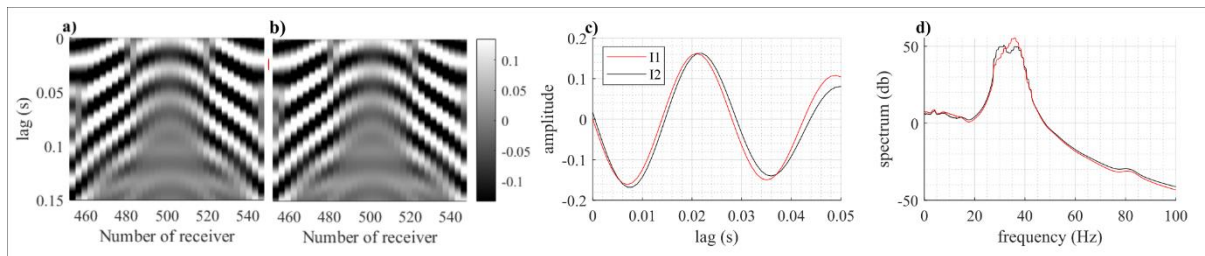 a)
0
0.05
0.1
0.15
lag (s)
460 480 500 520 540
Number of receiver
b)
460 480 500 520 540
Number of receiver
0.1
0.05
0
-0.05
-0.1
c)
0.2
0.1
0
-0.1
-0.2
amplitude
I1
I2
0 0.01 0.02 0.03 0.04 0.05
lag (s)
d)
50
0
-50
spectrum (db)
0 20 40 60 80 100
frequency (Hz)